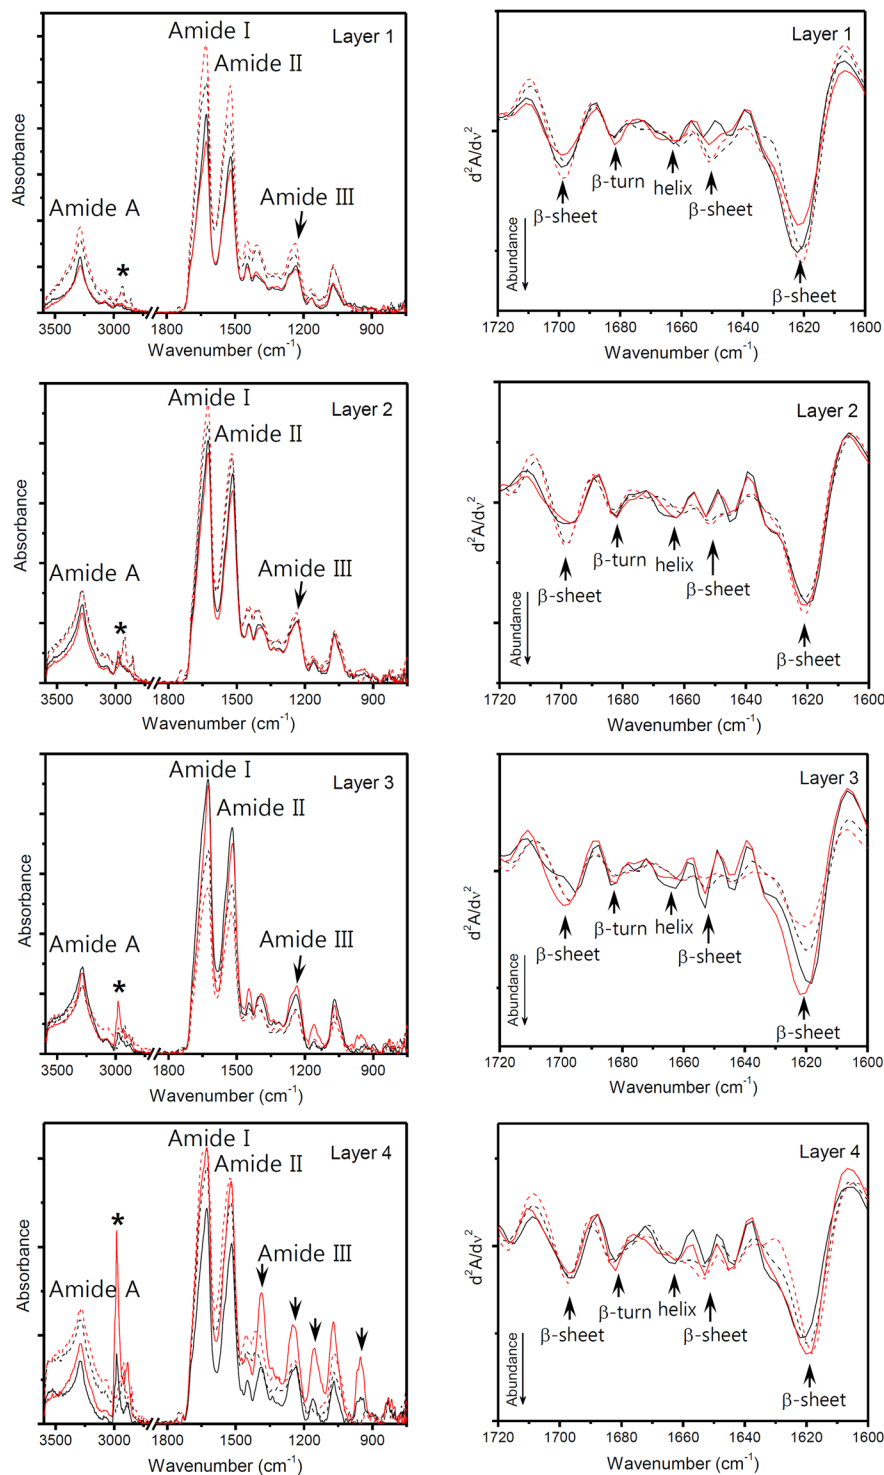 Amide I
Layer 1
Amide II
Amide A
Amide III
*
Absorbance
3500 3000 1800 1500 1200 900
Wavenumber (cm⁻¹)
Layer 1
β-turn
helix
β-sheet
β-sheet
β-sheet
Abundance
d²A/dν²
1720 1700 1680 1660 1640 1620 1600
Wavenumber (cm⁻¹)
Amide I
Layer 2
Amide II
Amide A
Amide III
*
Absorbance
3500 3000 1800 1500 1200 900
Wavenumber (cm⁻¹)
Layer 2
β-turn
helix
β-sheet
β-sheet
β-sheet
Abundance
d²A/dν²
1720 1700 1680 1660 1640 1620 1600
Wavenumber (cm⁻¹)
Amide I
Layer 3
Amide II
Amide A
Amide III
*
Absorbance
3500 3000 1800 1500 1200 900
Wavenumber (cm⁻¹)
Layer 3
β-turn
helix
β-sheet
β-sheet
β-sheet
Abundance
d²A/dν²
1720 1700 1680 1660 1640 1620 1600
Wavenumber (cm⁻¹)
Amide I
Layer 4
Amide II
*
Amide III
Amide A
Absorbance
3500 3000 1800 1500 1200 900
Wavenumber (cm⁻¹)
Layer 4
β-turn
helix
β-sheet
β-sheet
β-sheet
Abundance
d²A/dν²
1720 1700 1680 1660 1640 1620 1600
Wavenumber (cm⁻¹)